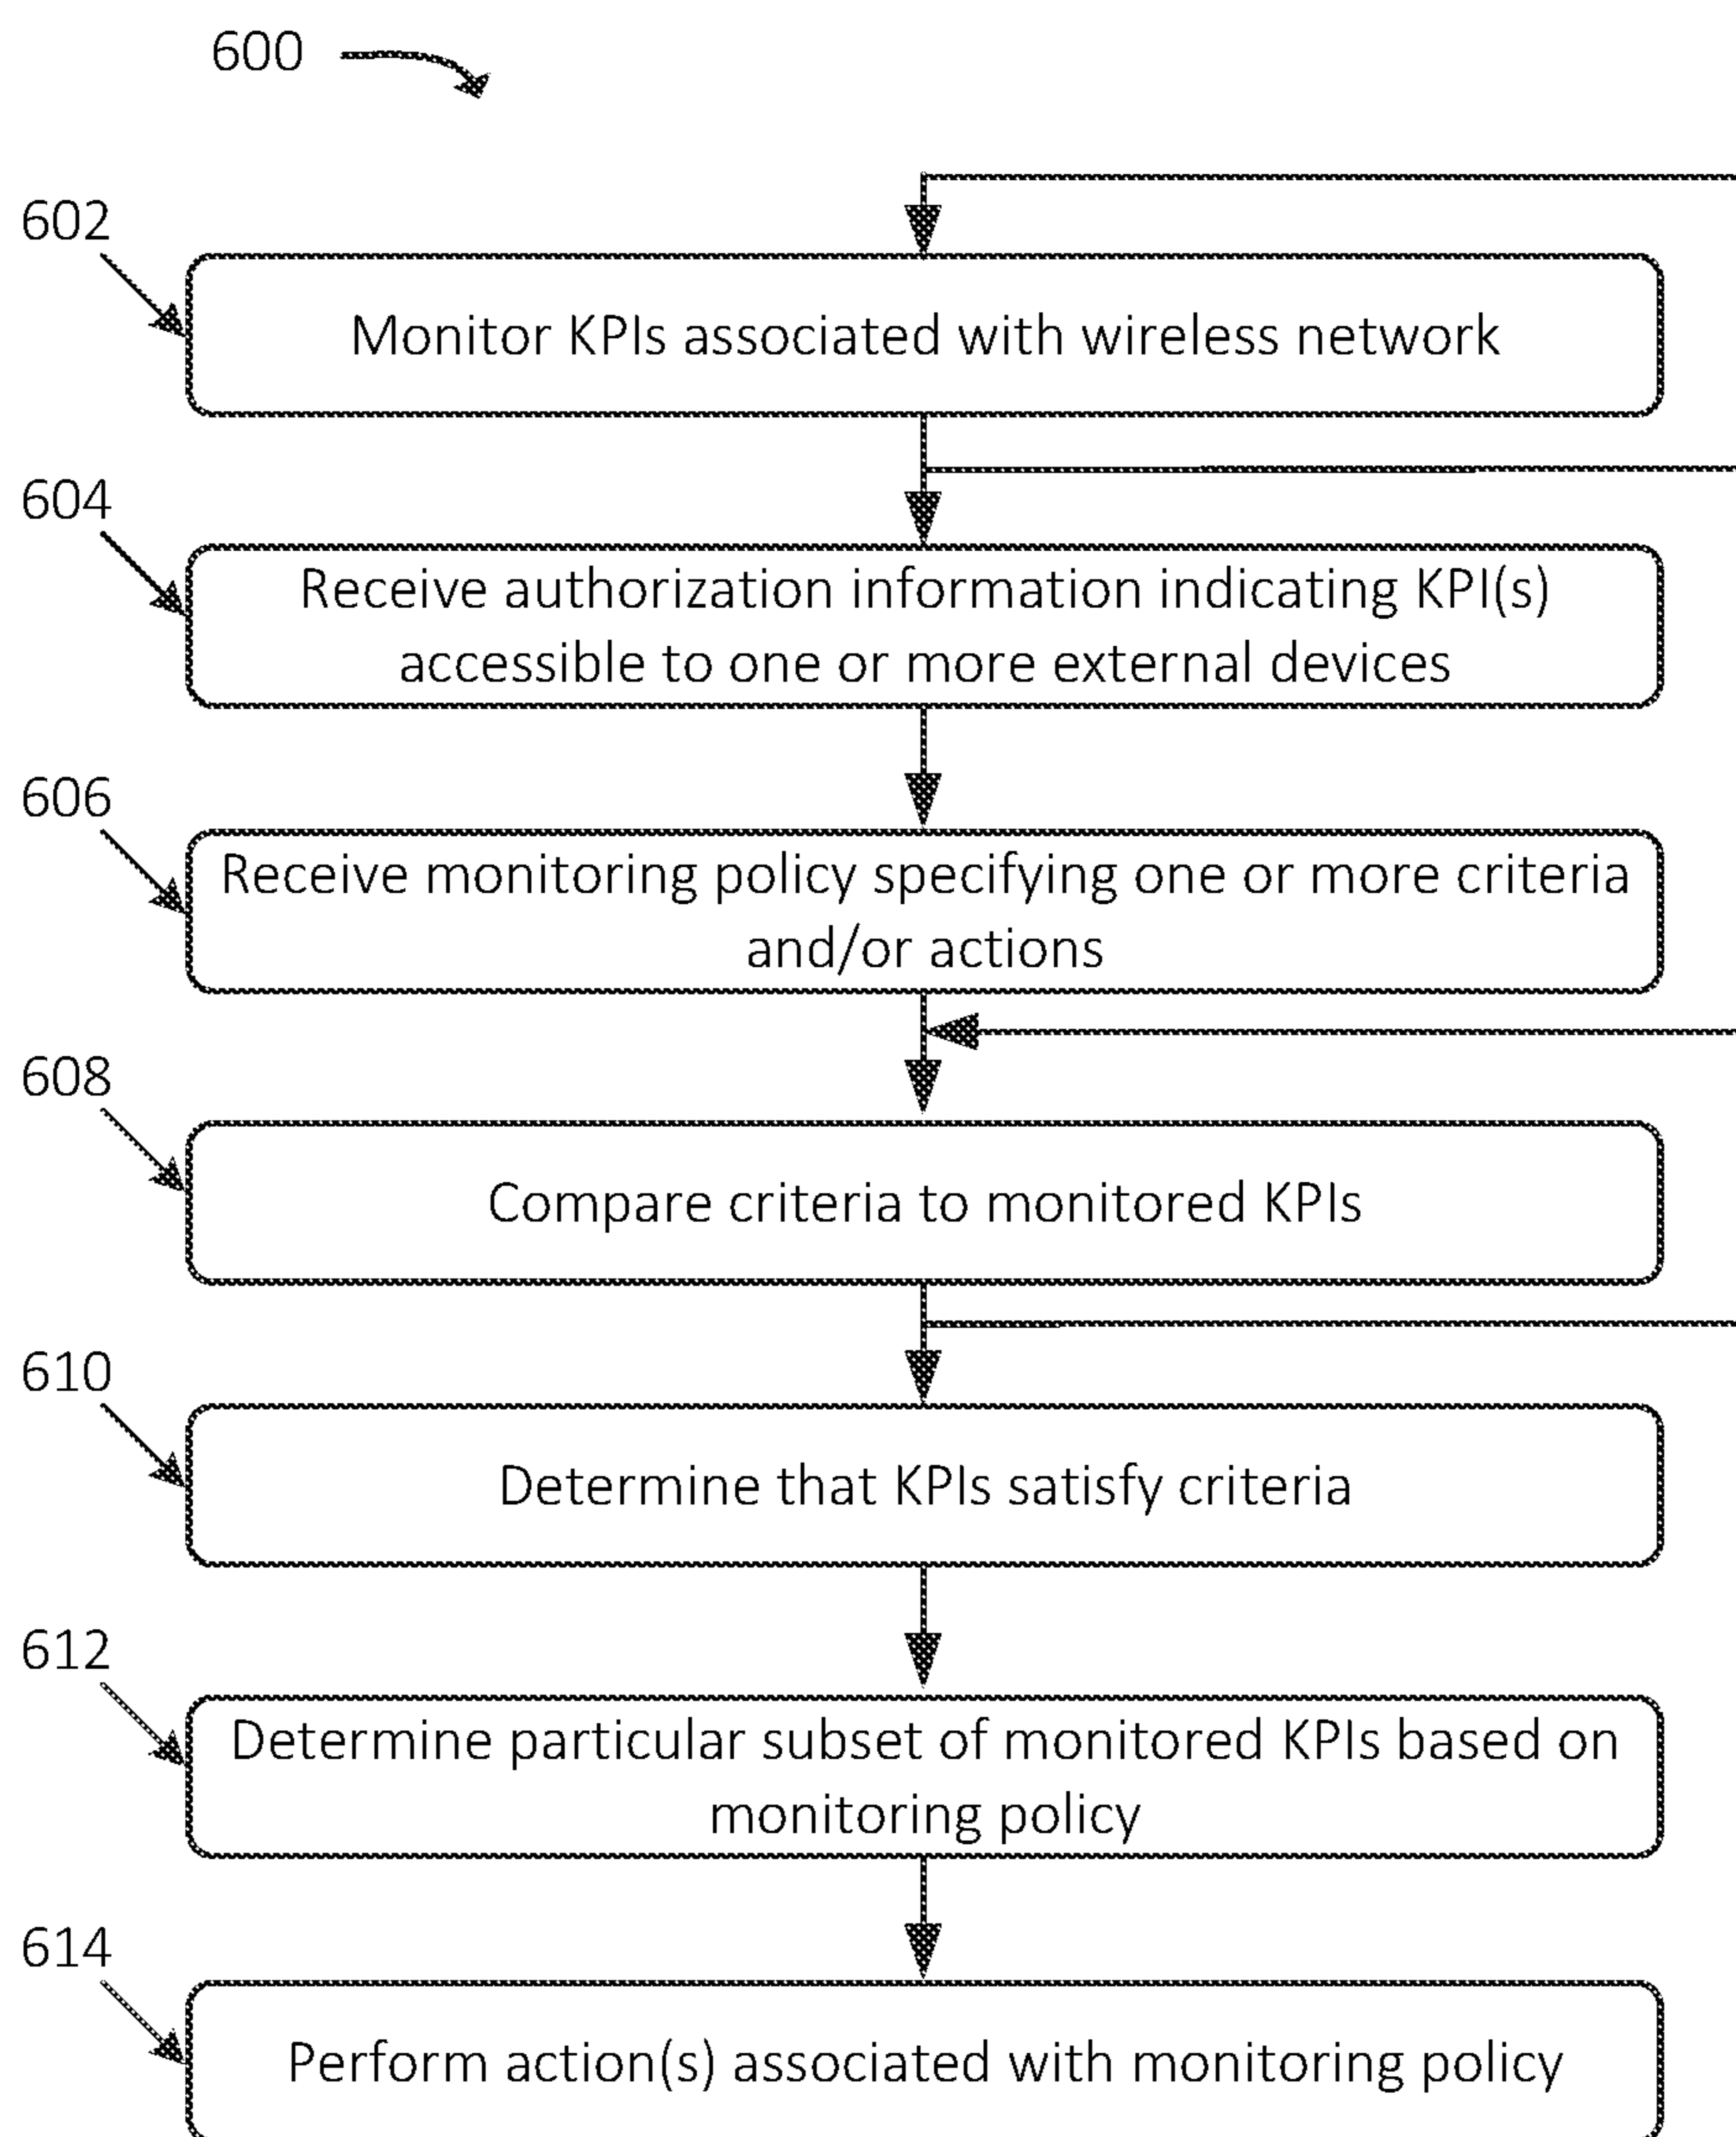 600
602
Monitor KPIs associated with wireless network
604
Receive authorization information indicating KPI(s)
accessible to one or more external devices
606
Receive monitoring policy specifying one or more criteria
and/or actions
608
Compare criteria to monitored KPIs
610
Determine that KPIs satisfy criteria
612
Determine particular subset of monitored KPIs based on
monitoring policy
614
Perform action(s) associated with monitoring policy